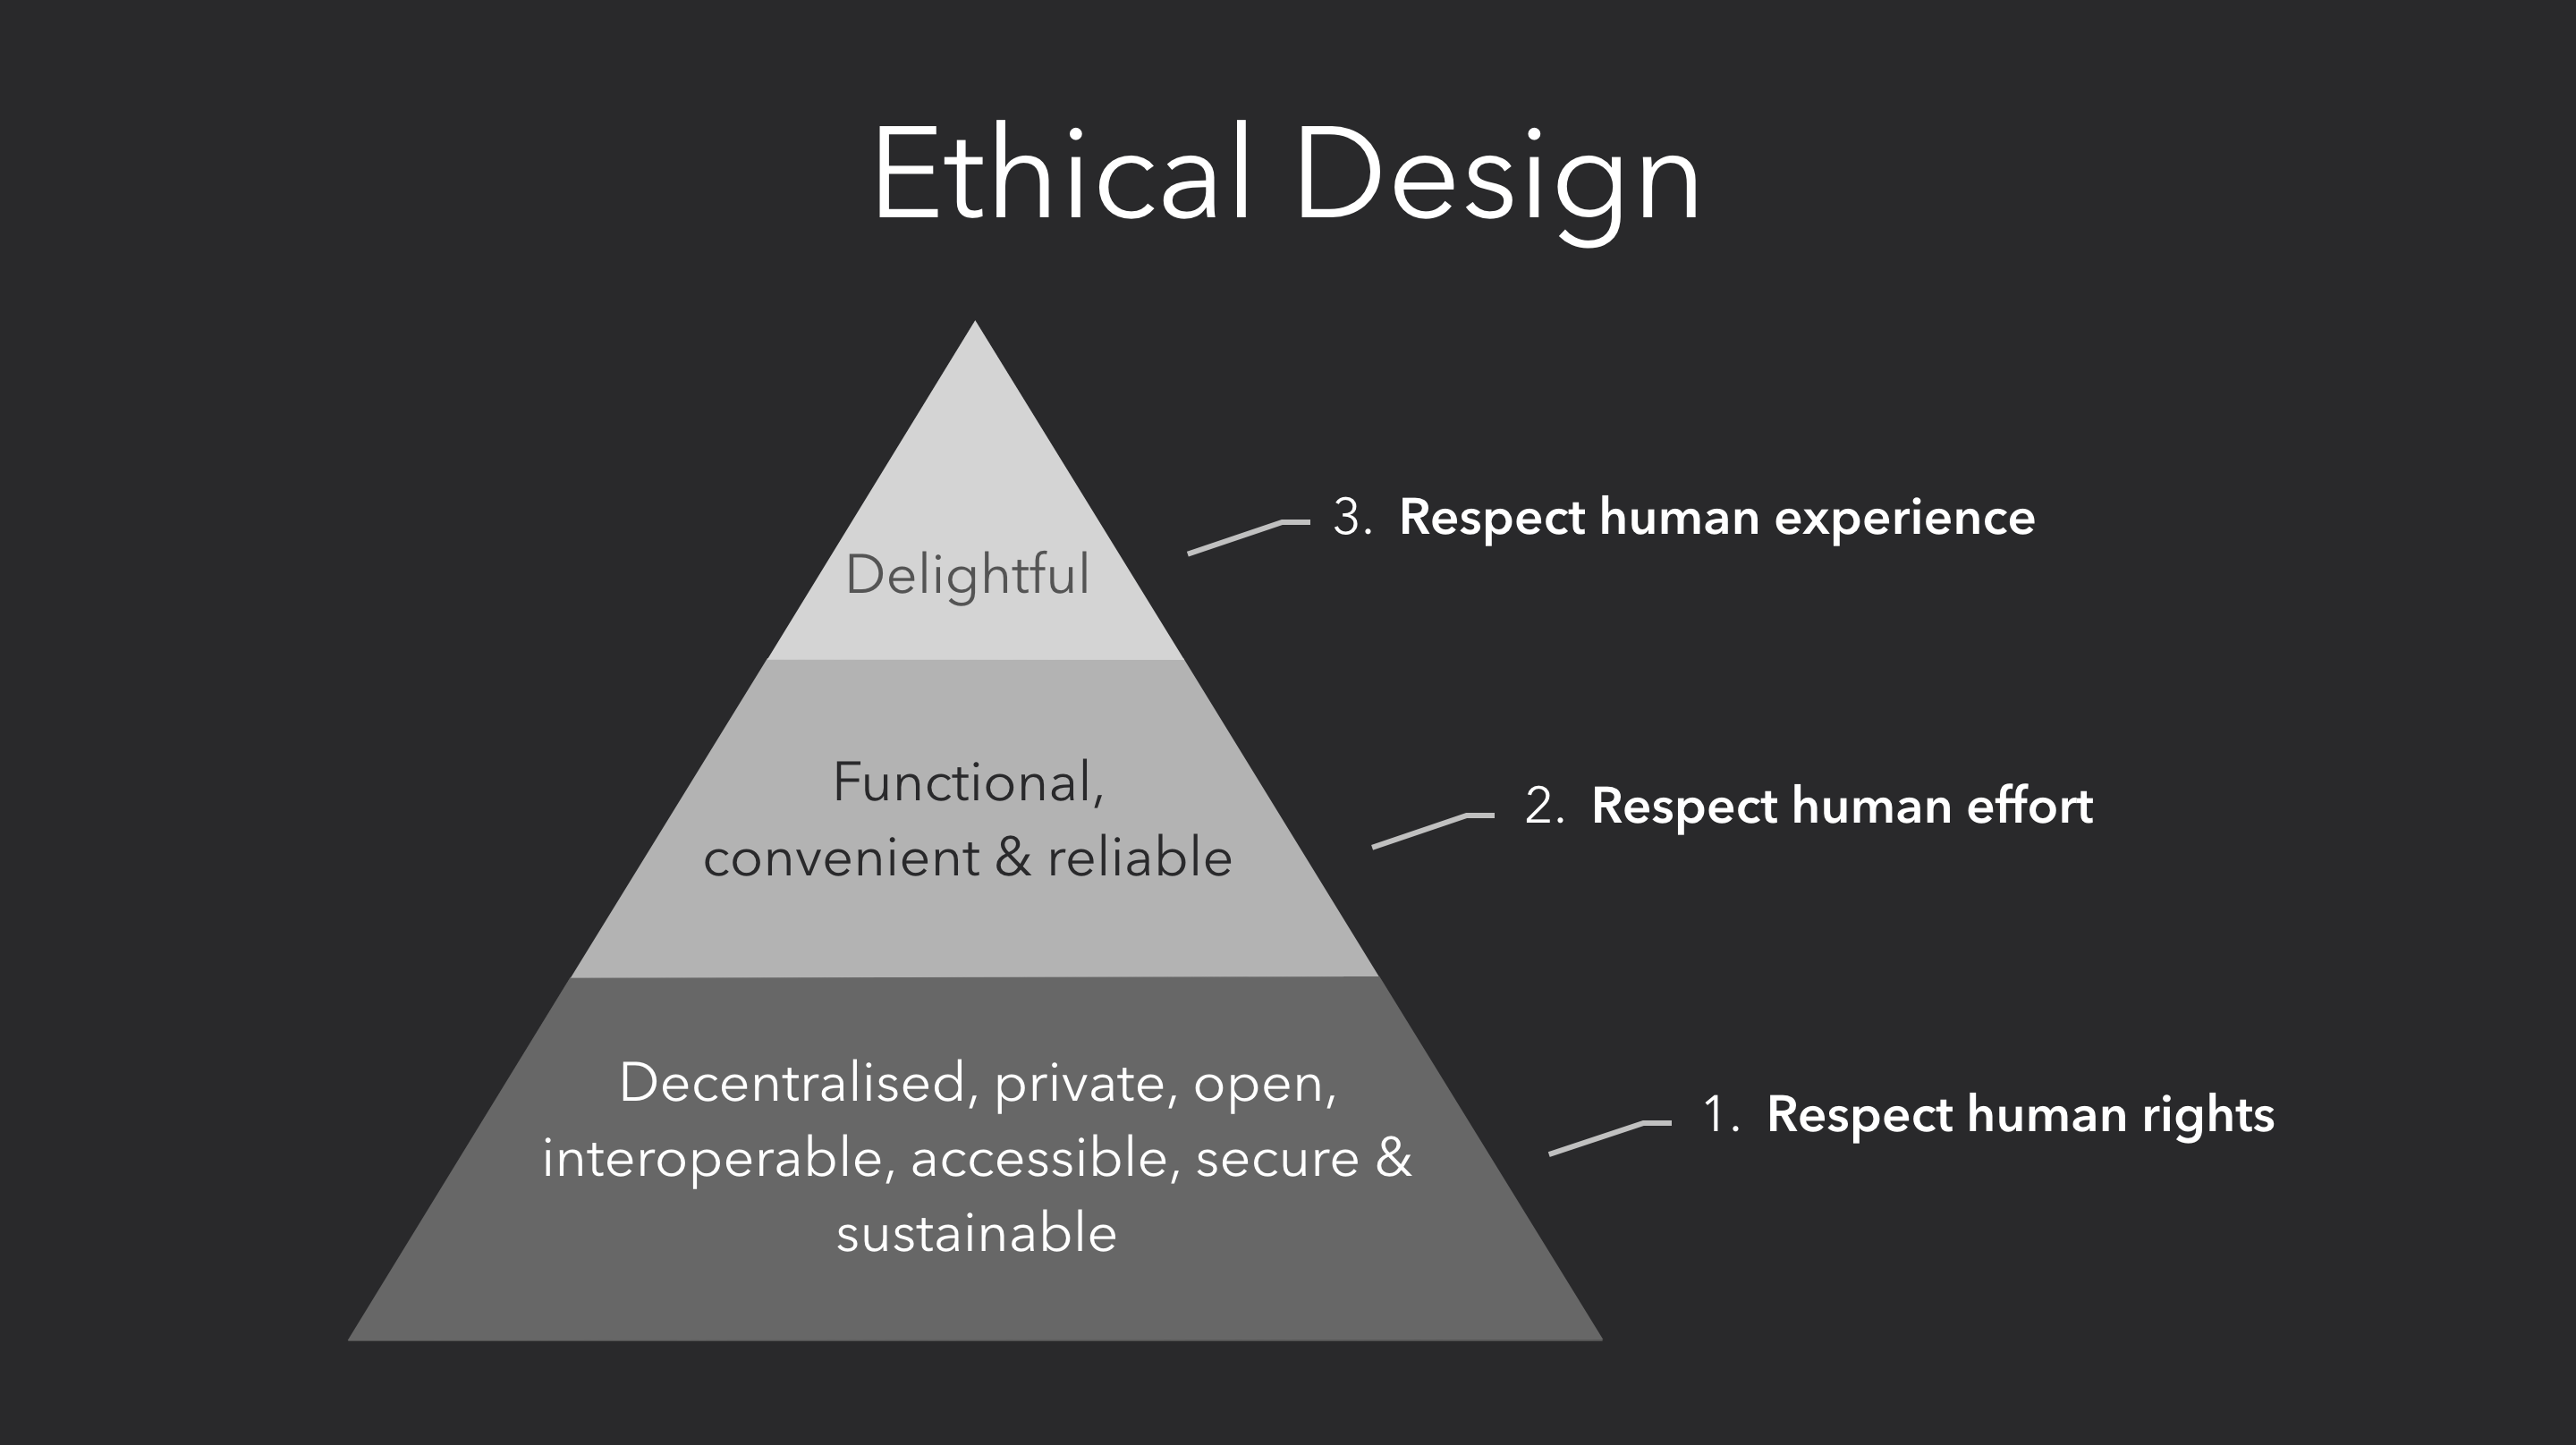 Ethical Design
3. Respect human experience
Delightful
Functional,
convenient & reliable
2. Respect human effort
Decentralised, private, open,
interoperable, accessible, secure &
sustainable
1. Respect human rights